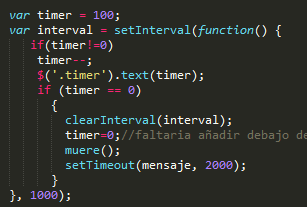 var timer = 100;
var interval = setInterval(function() {
if(timer!=0)
timer--;
$('.timer').text(timer);
if (timer == 0)
{
clearInterval(interval);
timer=0;//faltaria añadir debajo de
muere();
setTimeout(mensaje, 2000);
}
}, 1000);